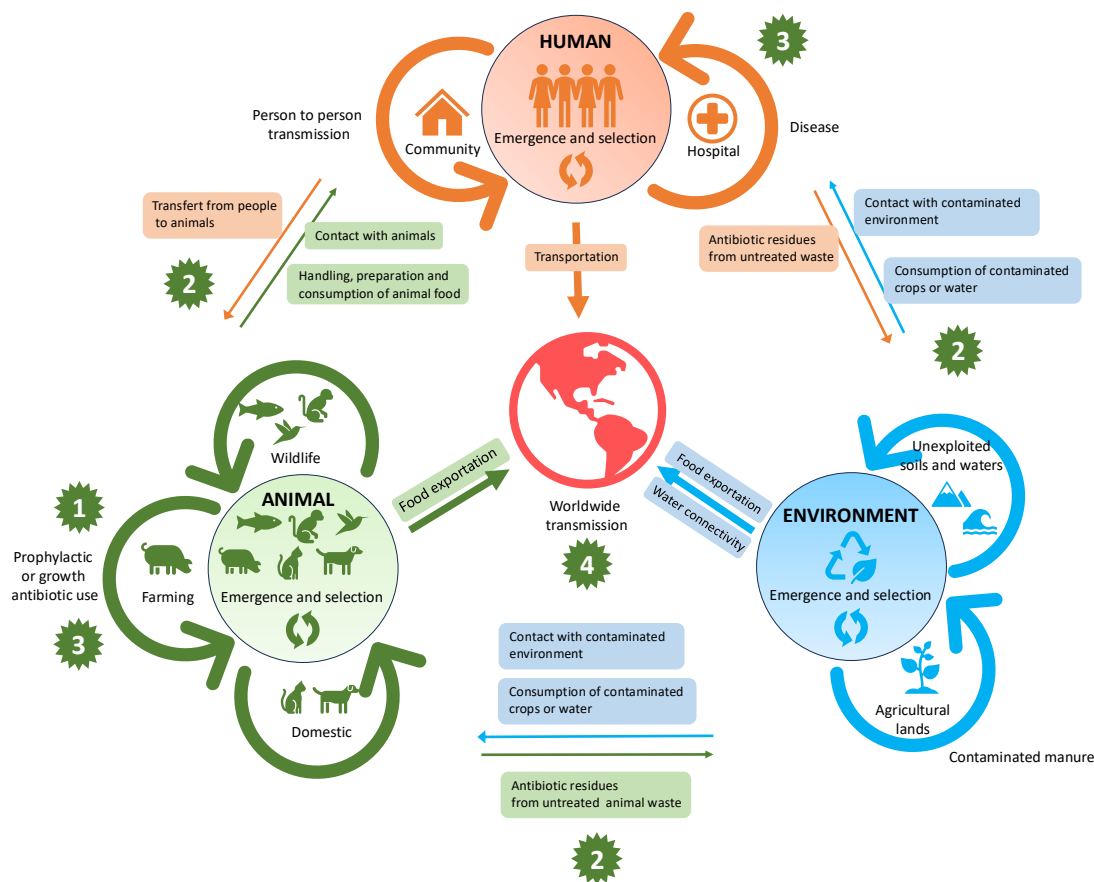 HUMAN
3
Emergence and selection
Community
Hospital
Person to person
transmission
Disease
Transfert from people
to animals
Contact with animals
Handling, preparation and
consumption of animal food
2
Transportation
Contact with contaminated
environment
Antibiotic residues
from untreated waste
Consumption of contaminated
crops or water
2
Wildlife
ANIMAL
Emergence and selection
1
Prophylactic
or growth
antibiotic use
3
Farming
Domestic
Food exportation
Worldwide
transmission
4
Food exportation
Water connectivity
Unexploited
soils and waters
ENVIRONMENT
Emergence and selection
Agricultural
lands
Contaminated manure
Contact with contaminated
environment
Consumption of contaminated
crops or water
Antibiotic residues
from untreated animal waste
2